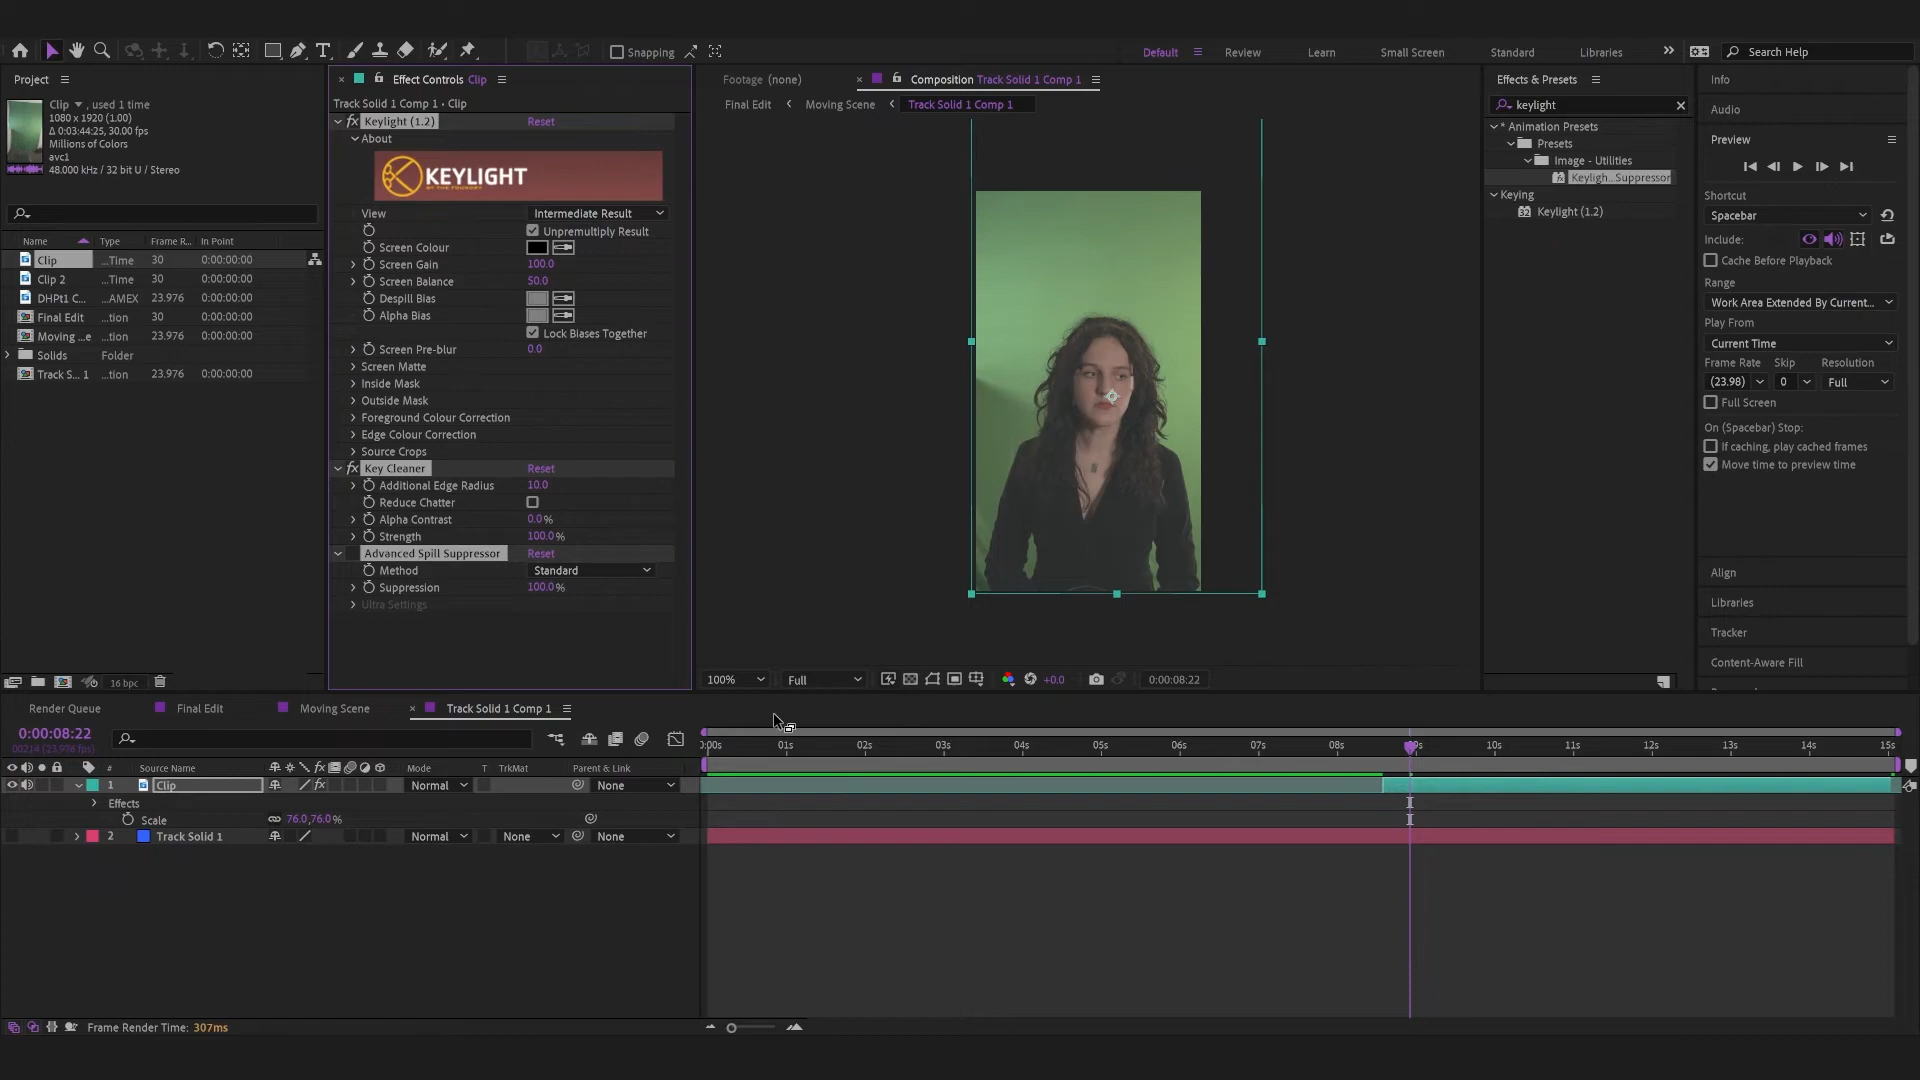 Snapping
Default
Review
Learn
Small Screen
Standard
Libraries
Search Help
Project
Clip , used 1 time
1080 x 1920 (1.00)
Δ 0:03:44:25, 30.00 fps
Millions of Colors
avc1
48.000 kHz / 32 bit U / Stereo
Name Type Frame R... In Point
Clip ...Time 30 0:00:00:00
Clip 2 ...Time 30 0:00:00:00
DHPt1 C... ...AMEX 23.976 0:00:00:00
Final Edit ...tion 30 0:00:00:00
Moving ...e ...tion 23.976 0:00:00:00
Solids Folder
Track S... 1 ...tion 23.976 0:00:00:00
16 bpc
Effect Controls Clip
Track Solid 1 Comp 1 • Clip
fx Keylight (1.2) Reset
About
KEYLIGHT
BY THE FOUNDRY
View Intermediate Result
Unpremultiply Result
Screen Colour
Screen Gain 100.0
Screen Balance 50.0
Despill Bias
Alpha Bias
Lock Biases Together
Screen Pre-blur 0.0
Screen Matte
Inside Mask
Outside Mask
Foreground Colour Correction
Edge Colour Correction
Source Crops
fx Key Cleaner Reset
Additional Edge Radius 10.0
Reduce Chatter
Alpha Contrast 0.0%
Strength 100.0%
Advanced Spill Suppressor Reset
Method Standard
Suppression 100.0%
Ultra Settings
Footage (none)
Composition Track Solid 1 Comp 1
Final Edit Moving Scene Track Solid 1 Comp 1
100% Full +0.0 0:00:08:22
Effects & Presets
keylight
* Animation Presets
Presets
Image - Utilities
Keyligh...Suppressor
Keying
32 Keylight (1.2)
Info
Audio
Preview
Shortcut
Spacebar
Include:
Cache Before Playback
Range
Work Area Extended By Current...
Play From
Current Time
Frame Rate Skip Resolution
(23.98) 0 Full
Full Screen
On (Spacebar) Stop:
If caching, play cached frames
Move time to preview time
Align
Libraries
Tracker
Content-Aware Fill
Render Queue
Final Edit
Moving Scene
Track Solid 1 Comp 1
0:00:08:22
00214 (23.976 fps)
:00s 01s 02s 03s 04s 05s 06s 07s 08s 9s 10s 11s 12s 13s 14s 15s
# Source Name fx Mode T TrkMat Parent & Link
1 Clip fx Normal None
Effects
Scale 76.0,76.0%
2 Track Solid 1 Normal None None
Frame Render Time: 307ms